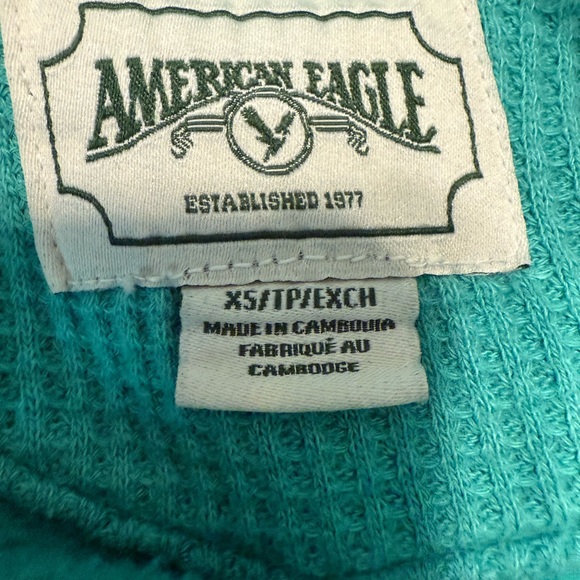 AMERICAN EAGLE
ESTABLISHED 1977
XS/TP/EXCH
MADE IN CAMBODIA
FABRIQUÉ AU
CAMBODGE